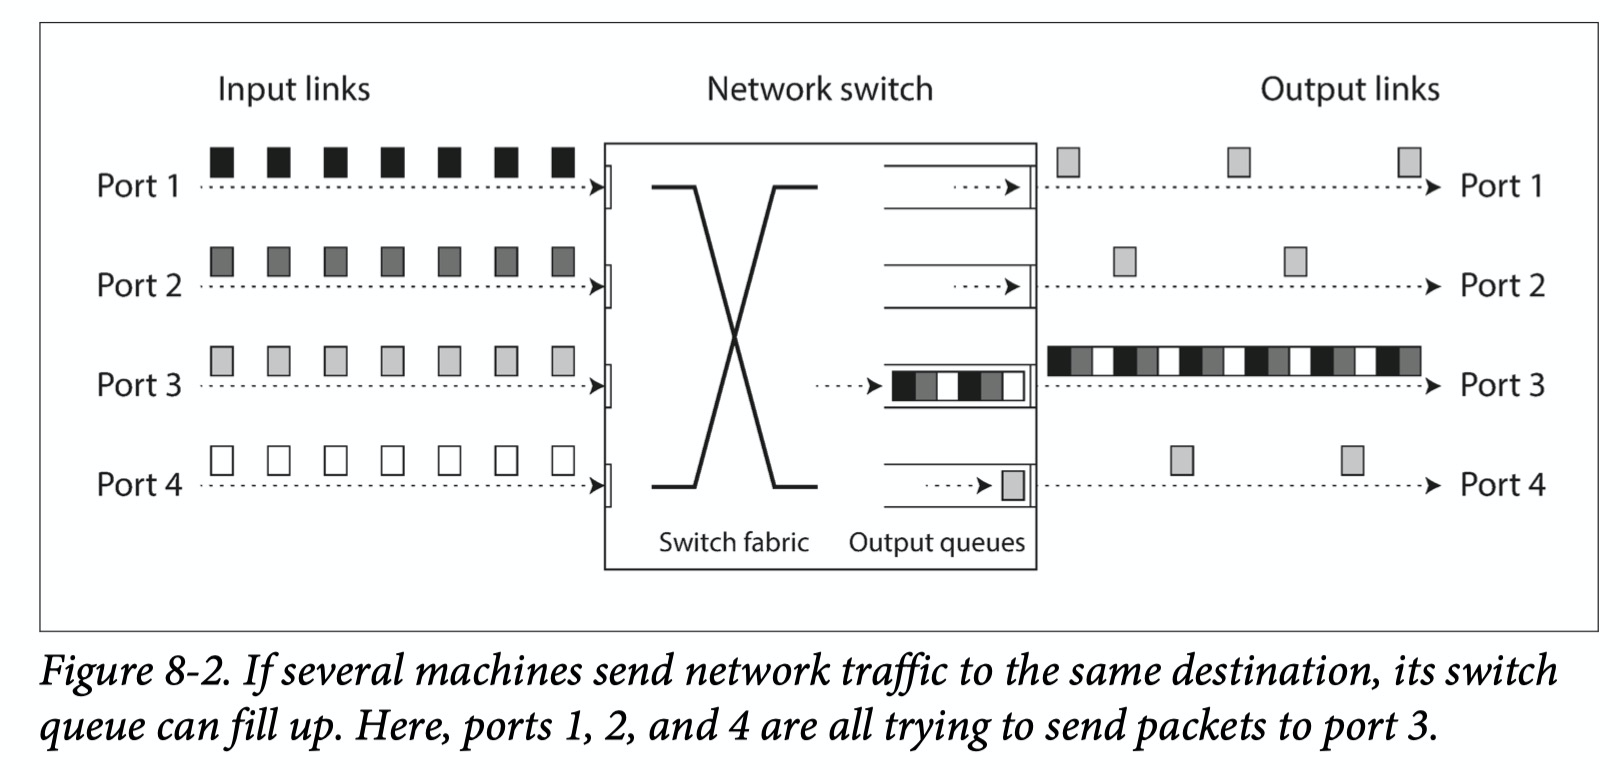 Input links
Network switch
Output links
Port 1
Port 1
Port 2
Port 2
Port 3
Port 3
Port 4
Port 4
Switch fabric
Output queues
Figure 8-2. If several machines send network traffic to the same destination, its switch
queue can fill up. Here, ports 1, 2, and 4 are all trying to send packets to port 3.